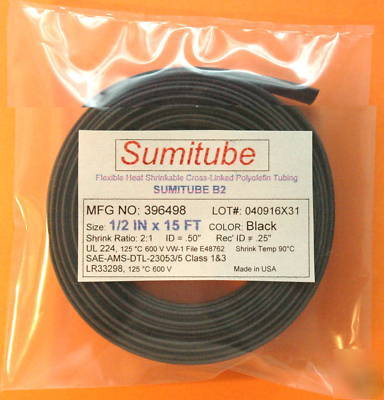 Sumitube
Flexible Heat Shrinkable Cross-Linked Polyolefin Tubing
SUMITUBE B2
MFG NO: 396498 LOT#: 040916X31
Size: 1/2 IN x 15 FT COLOR: Black
Shrink Ratio: 2:1 ID = .50" Rec' ID ≠ .25"
UL 224, 125 °C 600 V VW-1 File E48762 Shrink Temp 90°C
SAE-AMS-DTL-23053/5 Class 1&3
LR33298, 125 °C 600 V Made in USA